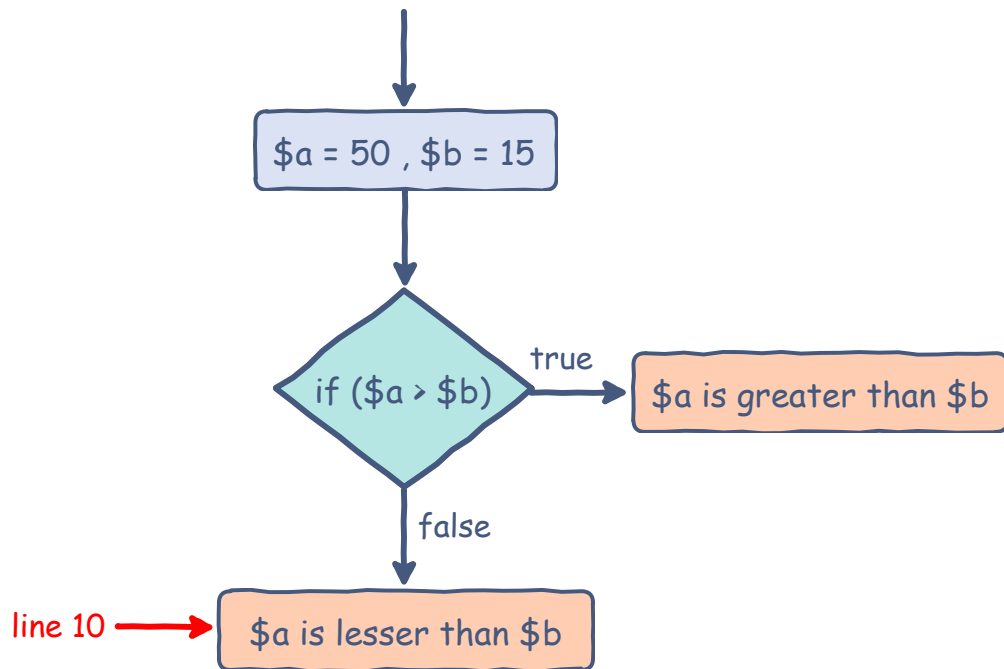 $a = 50 , $b = 15
if ($a > $b)
true
$a is greater than $b
false
line 10
$a is lesser than $b